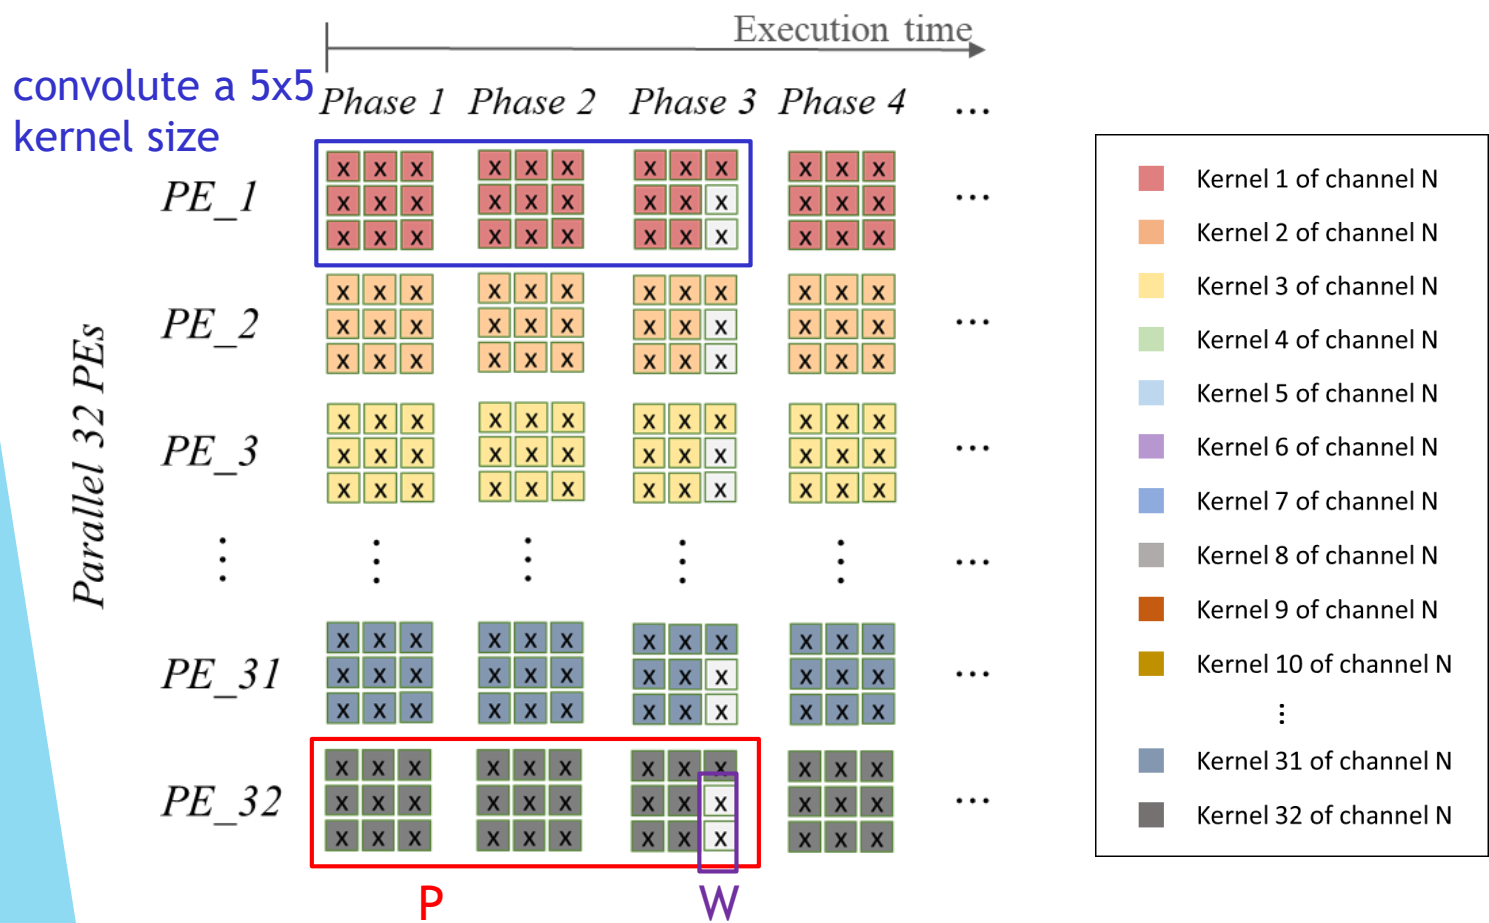 Execution time
convolute a 5x5
kernel size
Phase 1 Phase 2 Phase 3 Phase 4 ...
Parallel 32 PEs
PE_1
x x x x x x x x x x x x
x x x x x x x x x x x x ...
x x x x x x x x x x x x
PE_2
x x x x x x x x x x x x
x x x x x x x x x x x x ...
x x x x x x x x x x x x
PE_3
x x x x x x x x x x x x
x x x x x x x x x x x x ...
x x x x x x x x x x x x
⋮ ⋮ ⋮ ⋮ ⋮ ...
PE_31
x x x x x x x x x x x x
x x x x x x x x x x x x ...
x x x x x x x x x x x x
PE_32
x x x x x x x x x x x x
x x x x x x x x x x x x ...
x x x x x x x x x x x x
P W
Kernel 1 of channel N
Kernel 2 of channel N
Kernel 3 of channel N
Kernel 4 of channel N
Kernel 5 of channel N
Kernel 6 of channel N
Kernel 7 of channel N
Kernel 8 of channel N
Kernel 9 of channel N
Kernel 10 of channel N
⋮
Kernel 31 of channel N
Kernel 32 of channel N